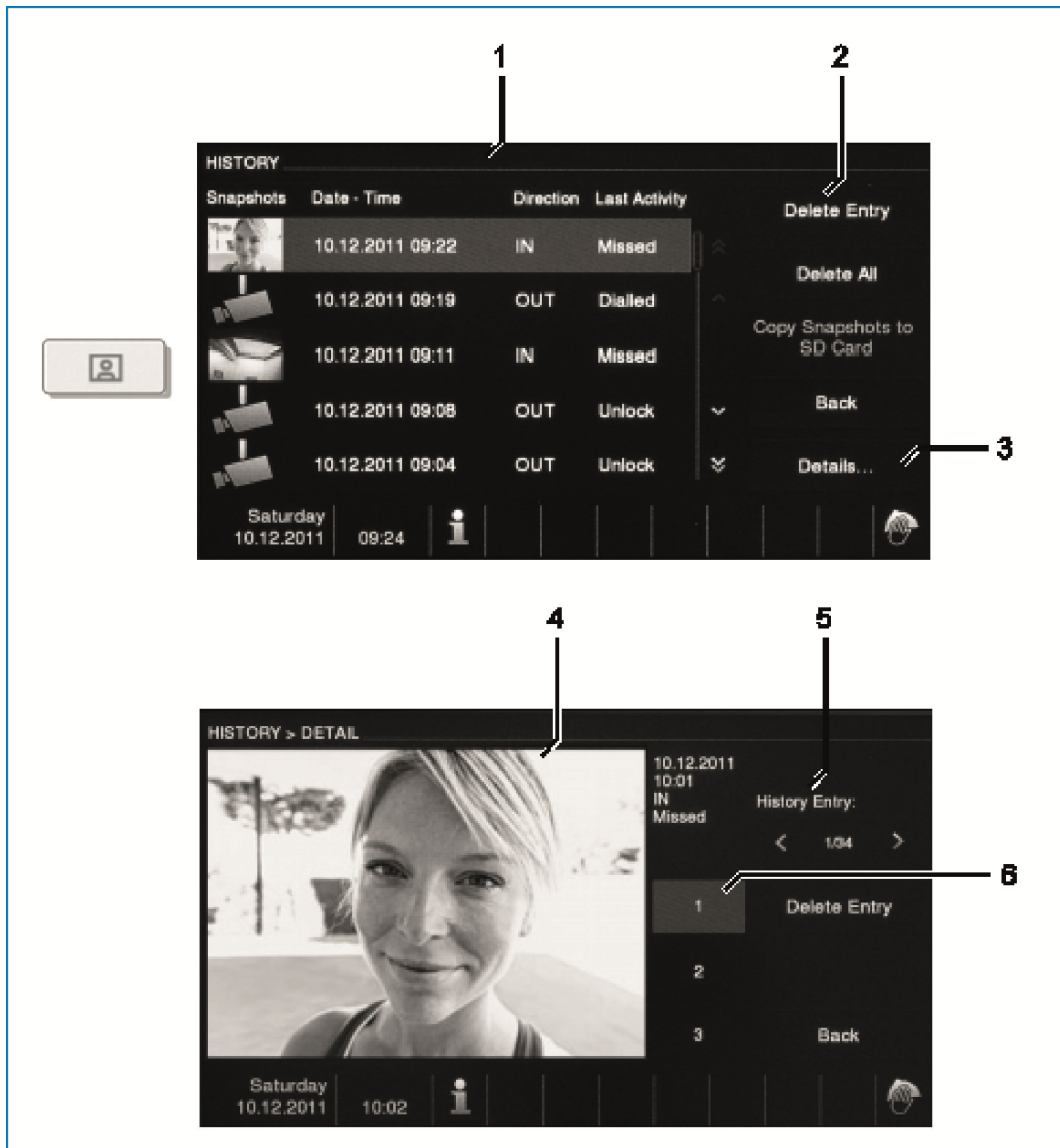 1
2
HISTORY
Snapshots Date - Time Direction Last Activity
Delete Entry
10.12.2011 09:22 IN Missed
Delete All
10.12.2011 09:19 OUT Dialled
Copy Snapshots to
SD Card
10.12.2011 09:11 IN Missed
10.12.2011 09:08 OUT Unlock
Back
10.12.2011 09:04 OUT Unlock
Details...
3
Saturday
10.12.2011 09:24 i
4
5
HISTORY > DETAIL
10.12.2011
10:01
IN
Missed
History Entry:
< 1/34 >
6
1
Delete Entry
2
3
Back
Saturday
10.12.2011 10:02 i